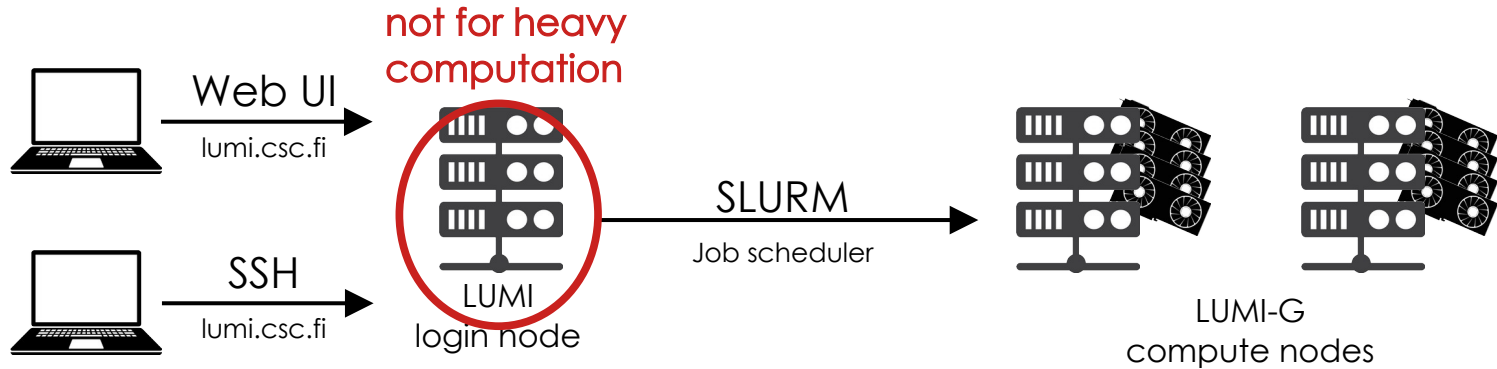 not for heavy
computation
Web UI
lumi.csc.fi
SLURM
Job scheduler
SSH
lumi.csc.fi
LUMI
login node
LUMI-G
compute nodes